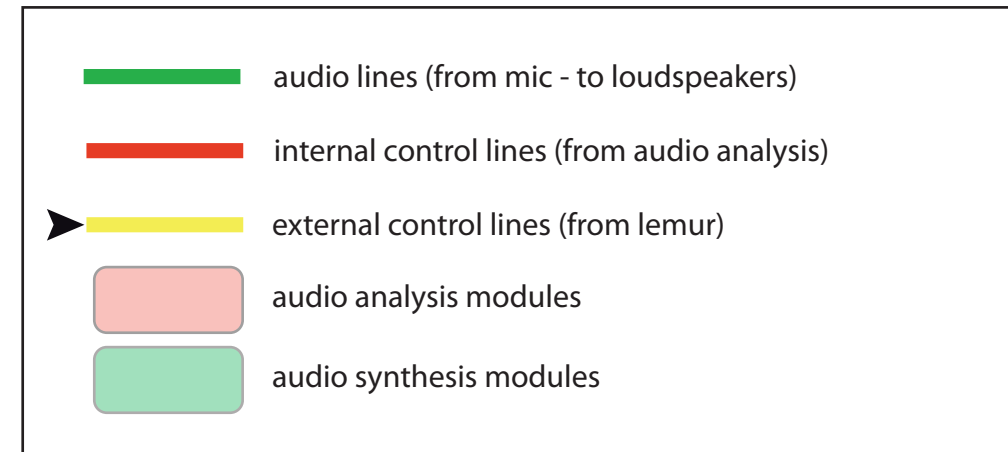 audio lines (from mic - to loudspeakers)
internal control lines (from audio analysis)
external control lines (from lemur)
audio analysis modules
audio synthesis modules